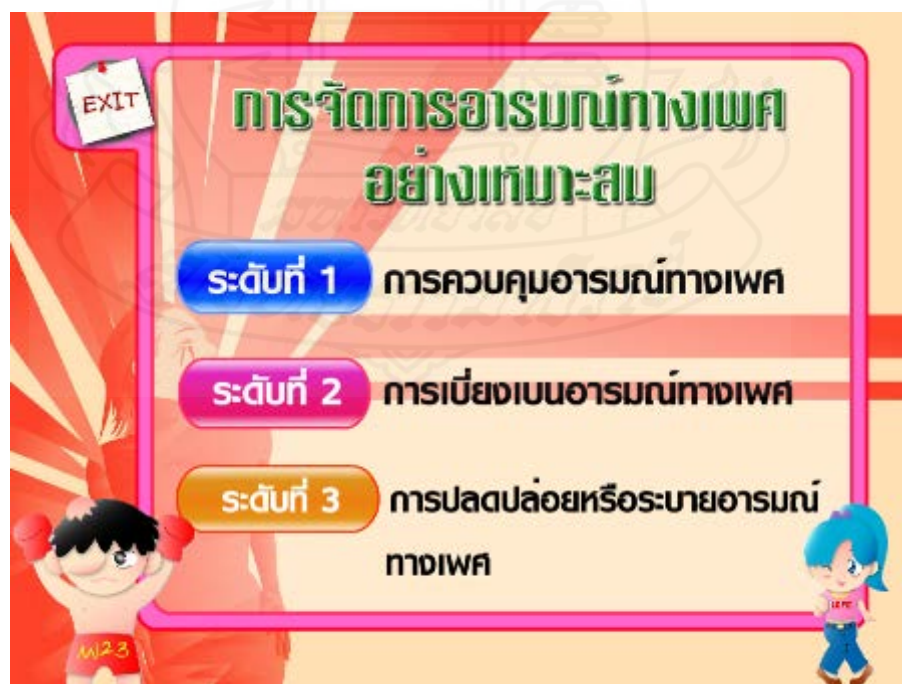 EXIT
การจัดการอารมณ์ทางเพศ
อย่างเหมาะสม
ระดับที่ 1 การควบคุมอารมณ์ทางเพศ
ระดับที่ 2 การเบี่ยงเบนอารมณ์ทางเพศ
ระดับที่ 3 การปลดปล่อยหรือระบายอารมณ์
ทางเพศ